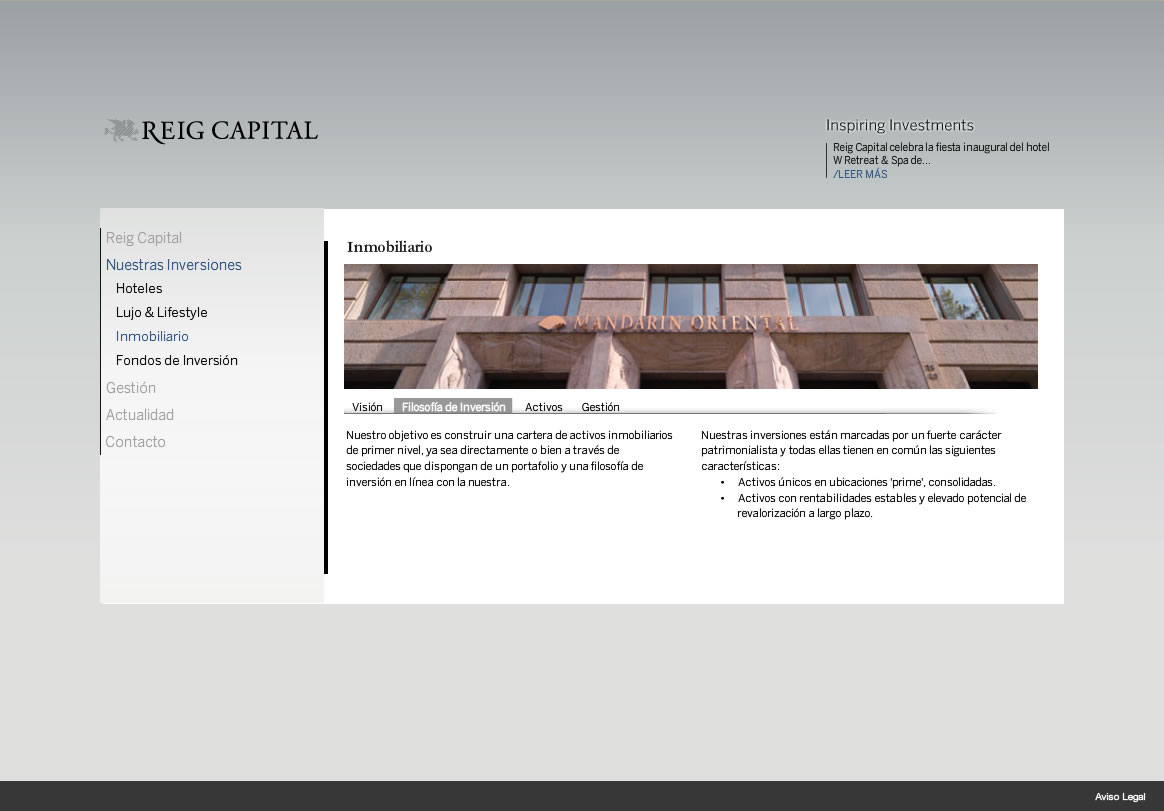 REIG CAPITAL
Inspiring Investments
Reig Capital celebra la fiesta inaugural del hotel
W Retreat & Spa de...
/LEER MÁS
Reig Capital
Nuestras Inversiones
Hoteles
Lujo & Lifestyle
Inmobiliario
Fondos de Inversión
Gestión
Actualidad
Contacto
Inmobiliario
MANDARIN ORIENTAL
Visión Filosofía de Inversión Activos Gestión
Nuestro objetivo es construir una cartera de activos inmobiliarios
de primer nivel, ya sea directamente o bien a través de
sociedades que dispongan de un portafolio y una filosofía de
inversión en línea con la nuestra.
Nuestras inversiones están marcadas por un fuerte carácter
patrimonialista y todas ellas tienen en común las siguientes
características:
• Activos únicos en ubicaciones 'prime', consolidadas.
• Activos con rentabilidades estables y elevado potencial de
revalorización a largo plazo.
Aviso Legal